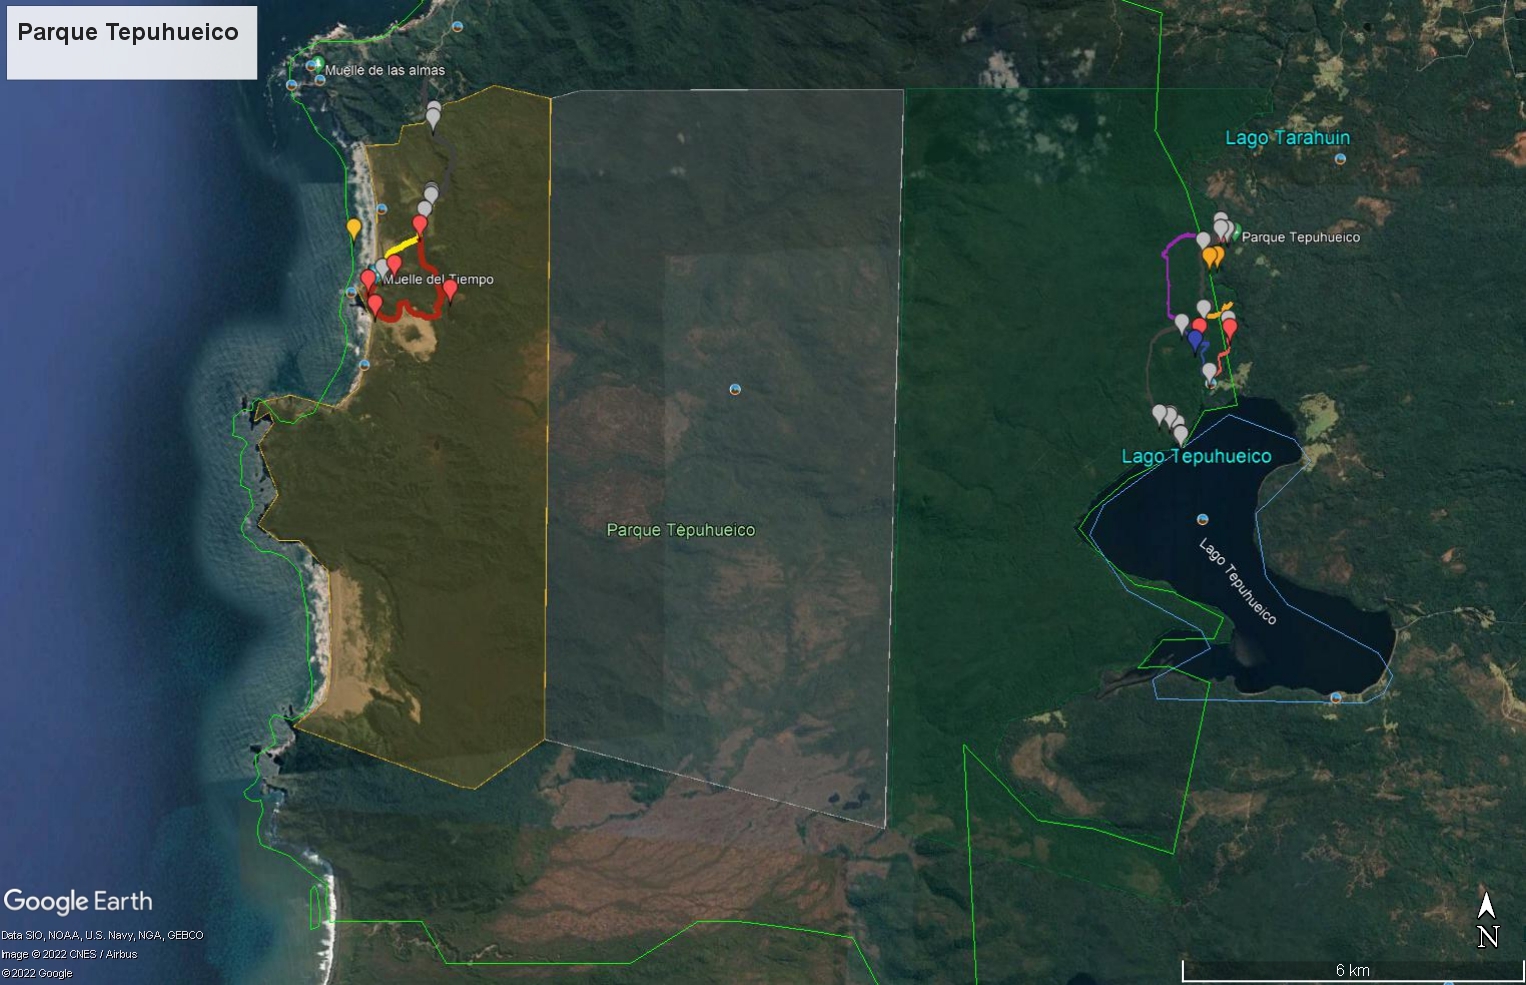 Parque Tepuhueico
Muelle de las almas
Lago Tarahuin
Parque Tepuhueico
Muelle del Tiempo
Lago Tepuhueico
Parque Tepuhueico
Lago Tepuhueico
Google Earth
Data SIO, NOAA, U.S. Navy, NGA, GEBCO
Image © 2022 CNES / Airbus
© 2022 Google
N
6 km